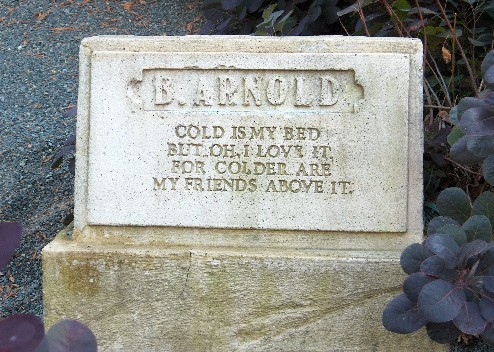 B. ARNOLD
COLD IS MY BED
BUT, OH, I LOVE IT,
FOR COLDER ARE
MY FRIENDS ABOVE IT.